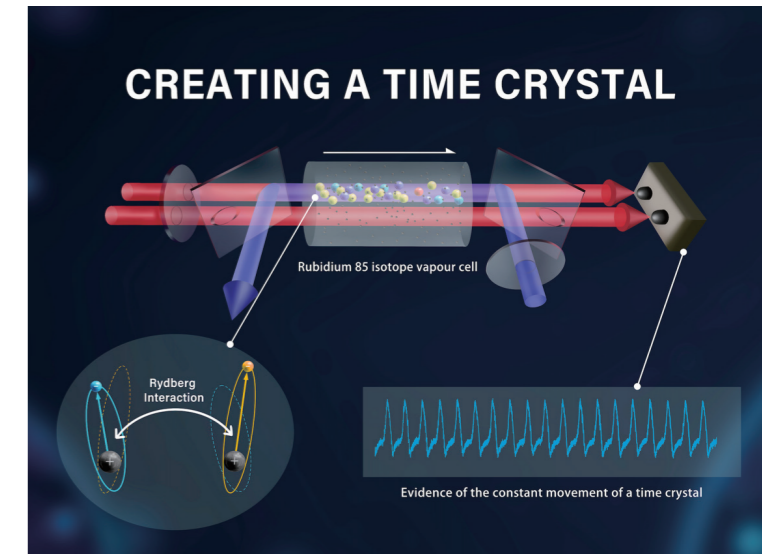 CREATING A TIME CRYSTAL
Rubidium 85 isotope vapour cell
Rydberg
Interaction
Evidence of the constant movement of a time crystal